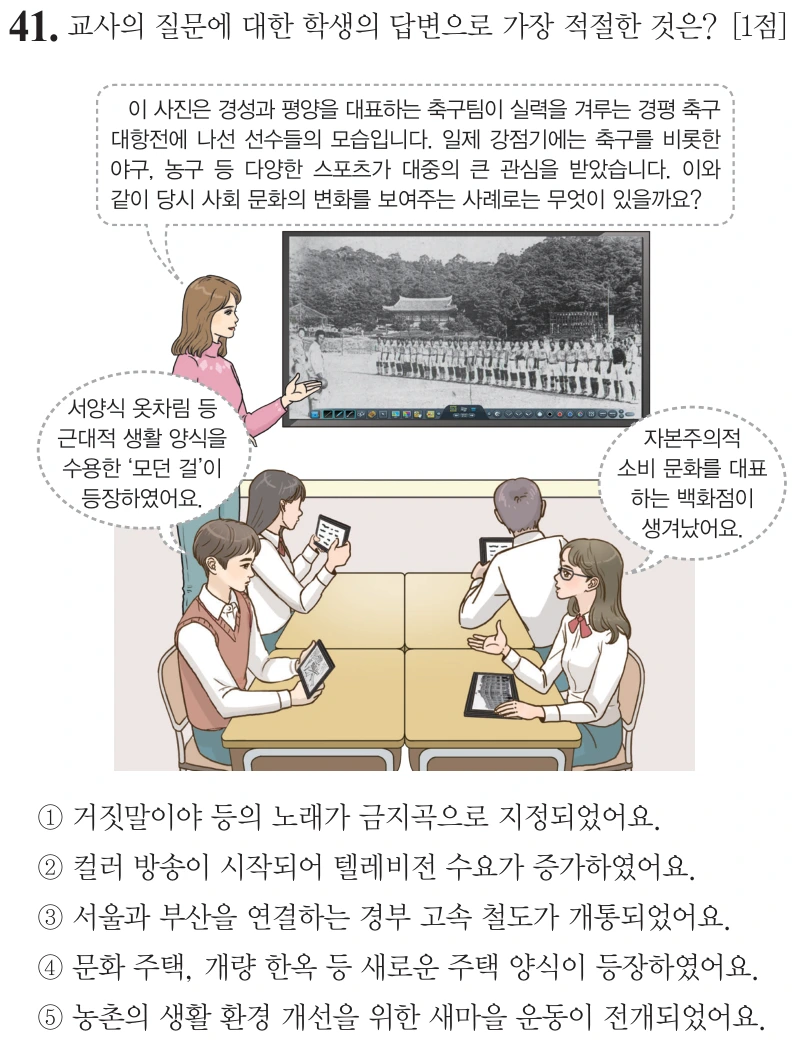 41. 교사의 질문에 대한 학생의 답변으로 가장 적절한 것은? [1점]
이 사진은 경성과 평양을 대표하는 축구팀이 실력을 겨루는 경평 축구
대항전에 나선 선수들의 모습입니다. 일제 강점기에는 축구를 비롯한
야구, 농구 등 다양한 스포츠가 대중의 큰 관심을 받았습니다. 이와
같이 당시 사회 문화의 변화를 보여주는 사례로는 무엇이 있을까요?
서양식 옷차림 등
근대적 생활 양식을
수용한 ‘모던 걸’이
등장하였어요.
자본주의적
소비 문화를 대표
하는 백화점이
생겨났어요.
① 거짓말이야 등의 노래가 금지곡으로 지정되었어요.
② 컬러 방송이 시작되어 텔레비전 수요가 증가하였어요.
③ 서울과 부산을 연결하는 경부 고속 철도가 개통되었어요.
④ 문화 주택, 개량 한옥 등 새로운 주택 양식이 등장하였어요.
⑤ 농촌의 생활 환경 개선을 위한 새마을 운동이 전개되었어요.